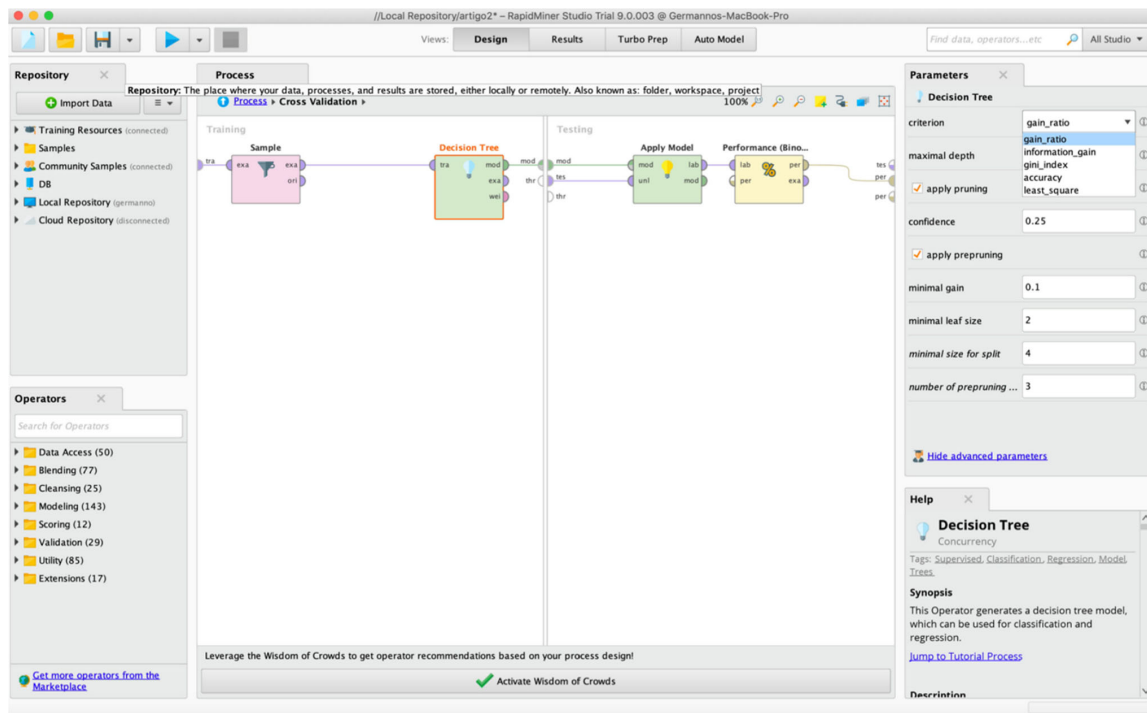 //Local Repository/artigo2* – RapidMiner Studio Trial 9.0.003 @ Germannos-MacBook-Pro
Views: Design Results Turbo Prep Auto Model
Find data, operators...etc All Studio
Repository
Import Data
Training Resources (connected)
Samples
Community Samples (connected)
DB
Local Repository (germanno)
Cloud Repository (disconnected)
Operators
Search for Operators
Data Access (50)
Blending (77)
Cleansing (25)
Modeling (143)
Scoring (12)
Validation (29)
Utility (85)
Extensions (17)
Get more operators from the
Marketplace
Process
Repository: The place where your data, processes, and results are stored, either locally or remotely. Also known as: folder, workspace, project
Process Cross Validation
100%
Training
tra
Sample
exa exa
ori
Decision Tree
tra mod
exa
wei
mod
thr
Testing
mod
tes
thr
Apply Model
mod lab
unl mod
Performance (Bino...
lab per
per exa
tes
per
per
Leverage the Wisdom of Crowds to get operator recommendations based on your process design!
Activate Wisdom of Crowds
Parameters
Decision Tree
criterion gain_ratio
gain_ratio
information_gain
gini_index
accuracy
least_square
maximal depth
apply pruning
confidence 0.25
apply prepruning
minimal gain 0.1
minimal leaf size 2
minimal size for split 4
number of prepruning ... 3
Hide advanced parameters
Help
Decision Tree
Concurrency
Tags: Supervised, Classification, Regression, Model,
Trees
Synopsis
This Operator generates a decision tree model,
which can be used for classification and
regression.
Jump to Tutorial Process
Description